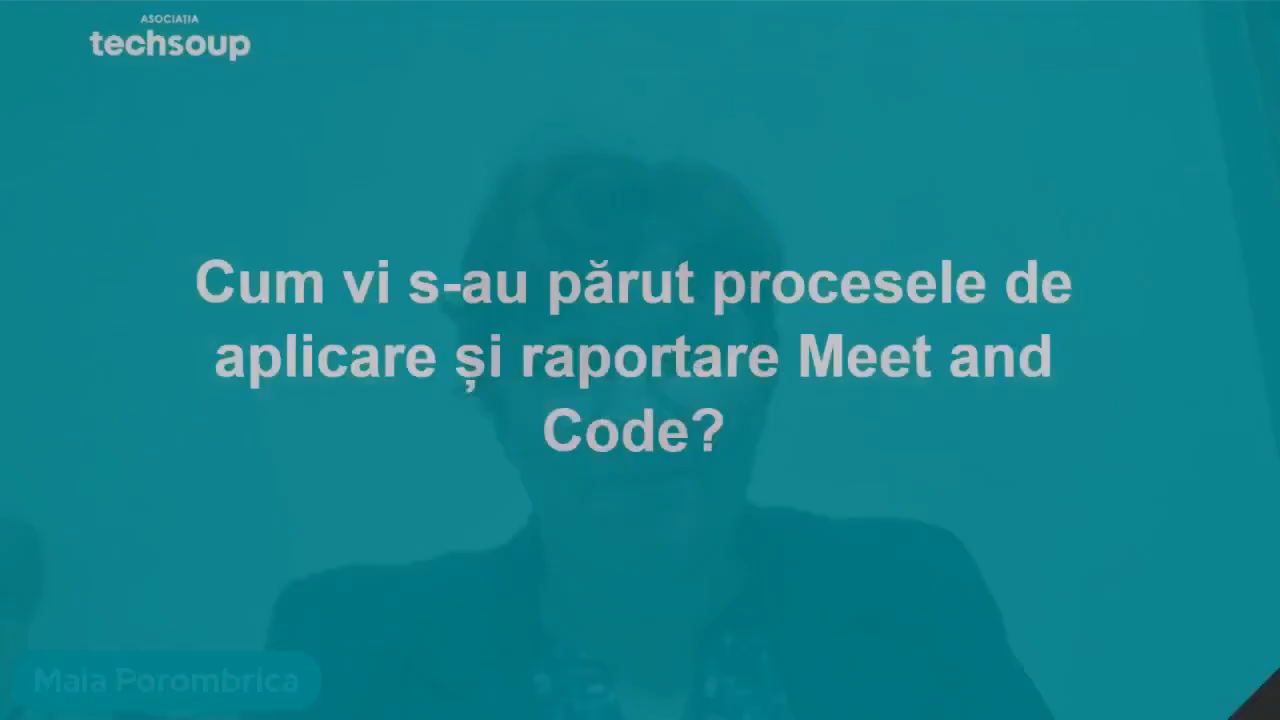 ASOCIAȚIA
techsoup
Cum vi s-au părut procesele de
aplicare și raportare Meet and
Code?
Maia Porombrica